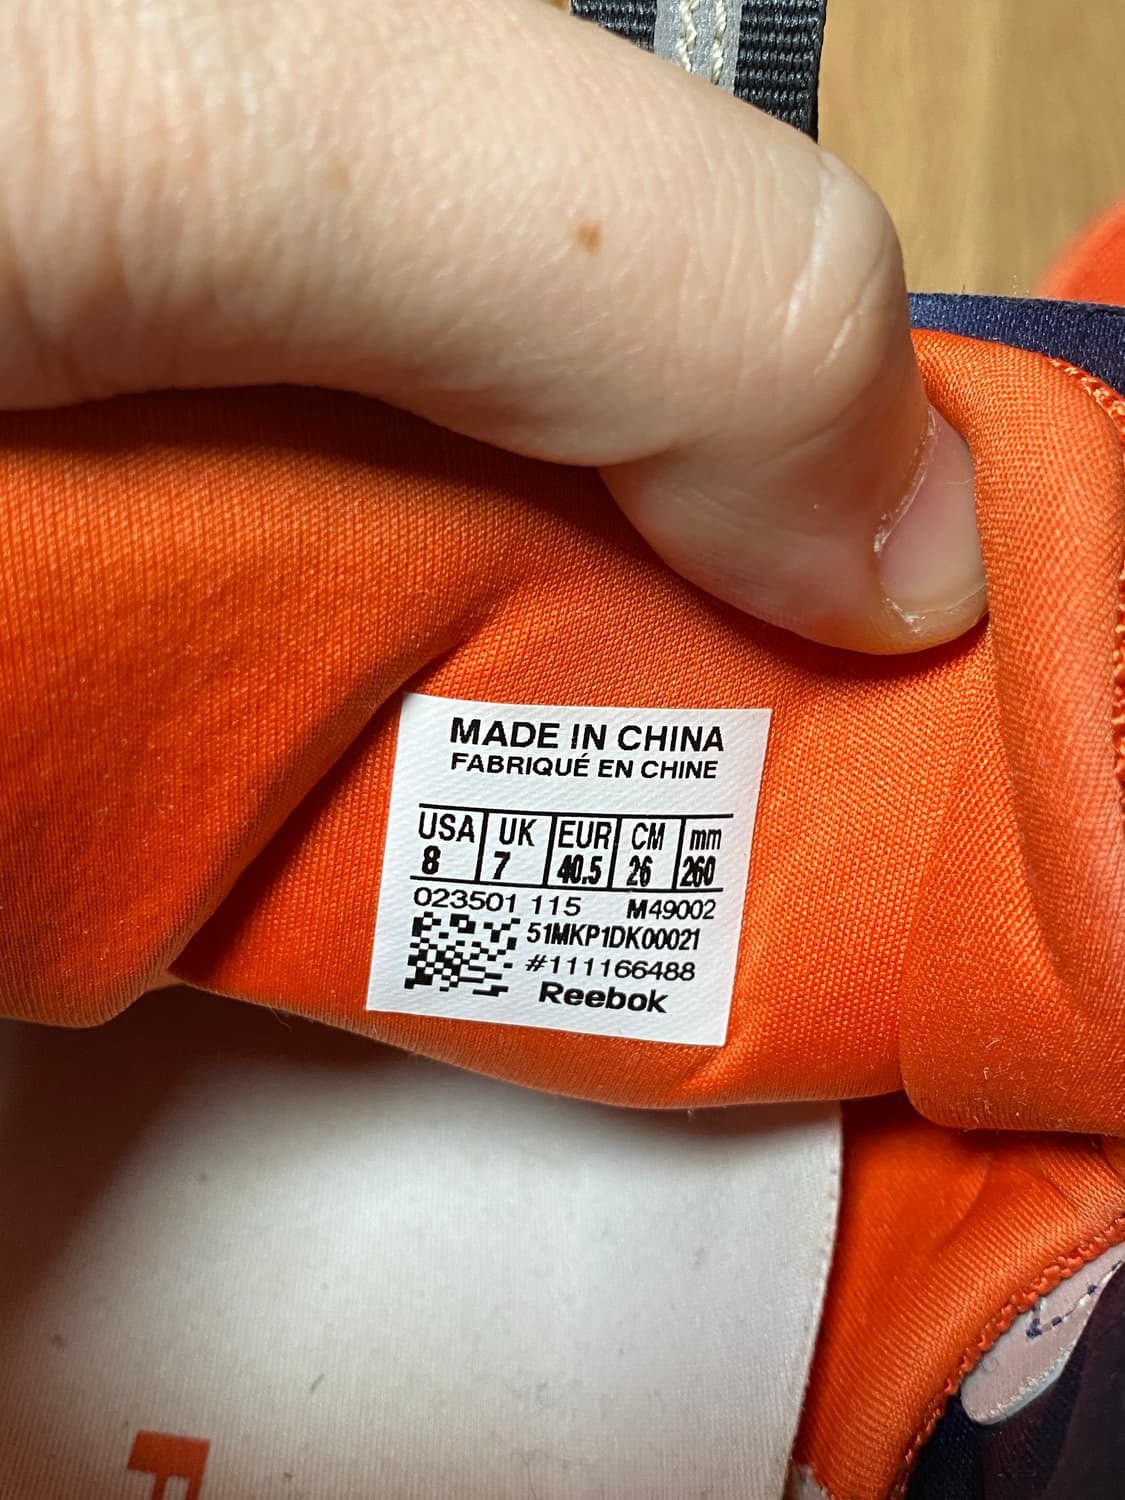 MADE IN CHINA
FABRIQUÉ EN CHINE
USA UK EUR CM mm
8 7 40.5 26 260
023501 115 M49002
51MKP1DK00021
#111166488
Reebok